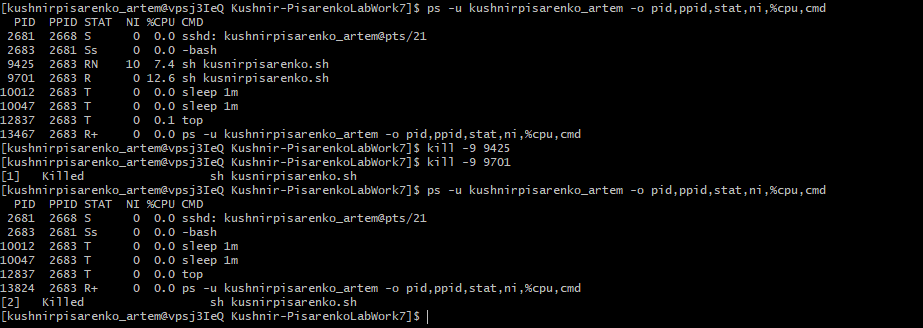 [kushnirpisarenko_artem@vpsj3IeQ Kushnir-PisarenkoLabWork7]$ ps -u kushnirpisarenko_artem -o pid,ppid,stat,ni,%cpu,cmd
  PID  PPID STAT  NI %CPU CMD
 2681  2668 S      0  0.0 sshd: kushnirpisarenko_artem@pts/21
 2683  2681 Ss     0  0.0 -bash
 9425  2683 RN    10  7.4 sh kusnirpisarenko.sh
 9701  2683 R      0 12.6 sh kusnirpisarenko.sh
10012  2683 T      0  0.0 sleep 1m
10047  2683 T      0  0.0 sleep 1m
12837  2683 T      0  0.1 top
13467  2683 R+     0  0.0 ps -u kushnirpisarenko_artem -o pid,ppid,stat,ni,%cpu,cmd
[kushnirpisarenko_artem@vpsj3IeQ Kushnir-PisarenkoLabWork7]$ kill -9 9425
[kushnirpisarenko_artem@vpsj3IeQ Kushnir-PisarenkoLabWork7]$ kill -9 9701
[1]   Killed                  sh kusnirpisarenko.sh
[kushnirpisarenko_artem@vpsj3IeQ Kushnir-PisarenkoLabWork7]$ ps -u kushnirpisarenko_artem -o pid,ppid,stat,ni,%cpu,cmd
  PID  PPID STAT  NI %CPU CMD
 2681  2668 S      0  0.0 sshd: kushnirpisarenko_artem@pts/21
 2683  2681 Ss     0  0.0 -bash
10012  2683 T      0  0.0 sleep 1m
10047  2683 T      0  0.0 sleep 1m
12837  2683 T      0  0.0 top
13824  2683 R+     0  0.0 ps -u kushnirpisarenko_artem -o pid,ppid,stat,ni,%cpu,cmd
[2]   Killed                  sh kusnirpisarenko.sh
[kushnirpisarenko_artem@vpsj3IeQ Kushnir-PisarenkoLabWork7]$